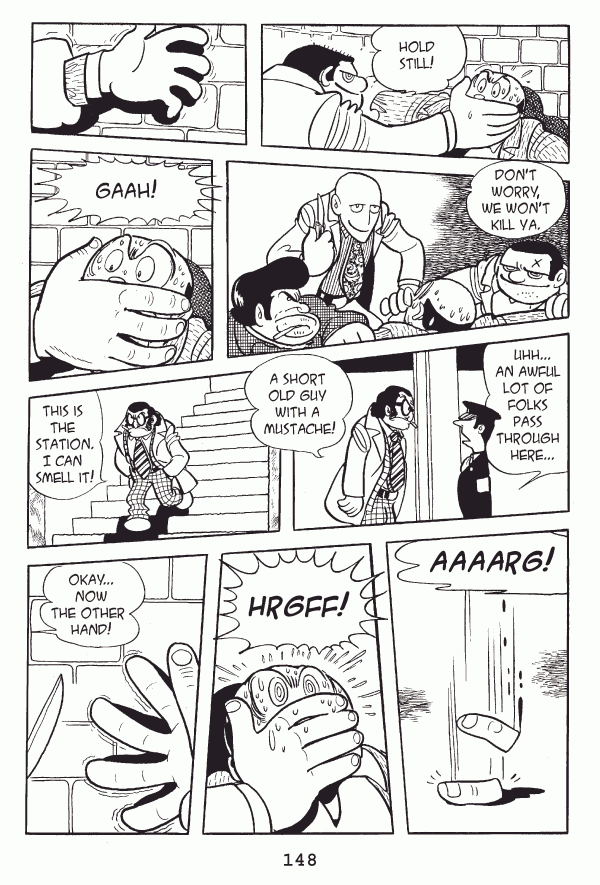 HOLD
STILL!
GAAH!
DON'T
WORRY,
WE WON'T
KILL YA.
THIS IS
THE
STATION.
I CAN
SMELL IT!
A SHORT
OLD GUY
WITH A
MUSTACHE!
UHH...
AN AWFUL
LOT OF
FOLKS
PASS
THROUGH
HERE...
OKAY...
NOW
THE OTHER
HAND!
HRGFF!
AAAARG!
148